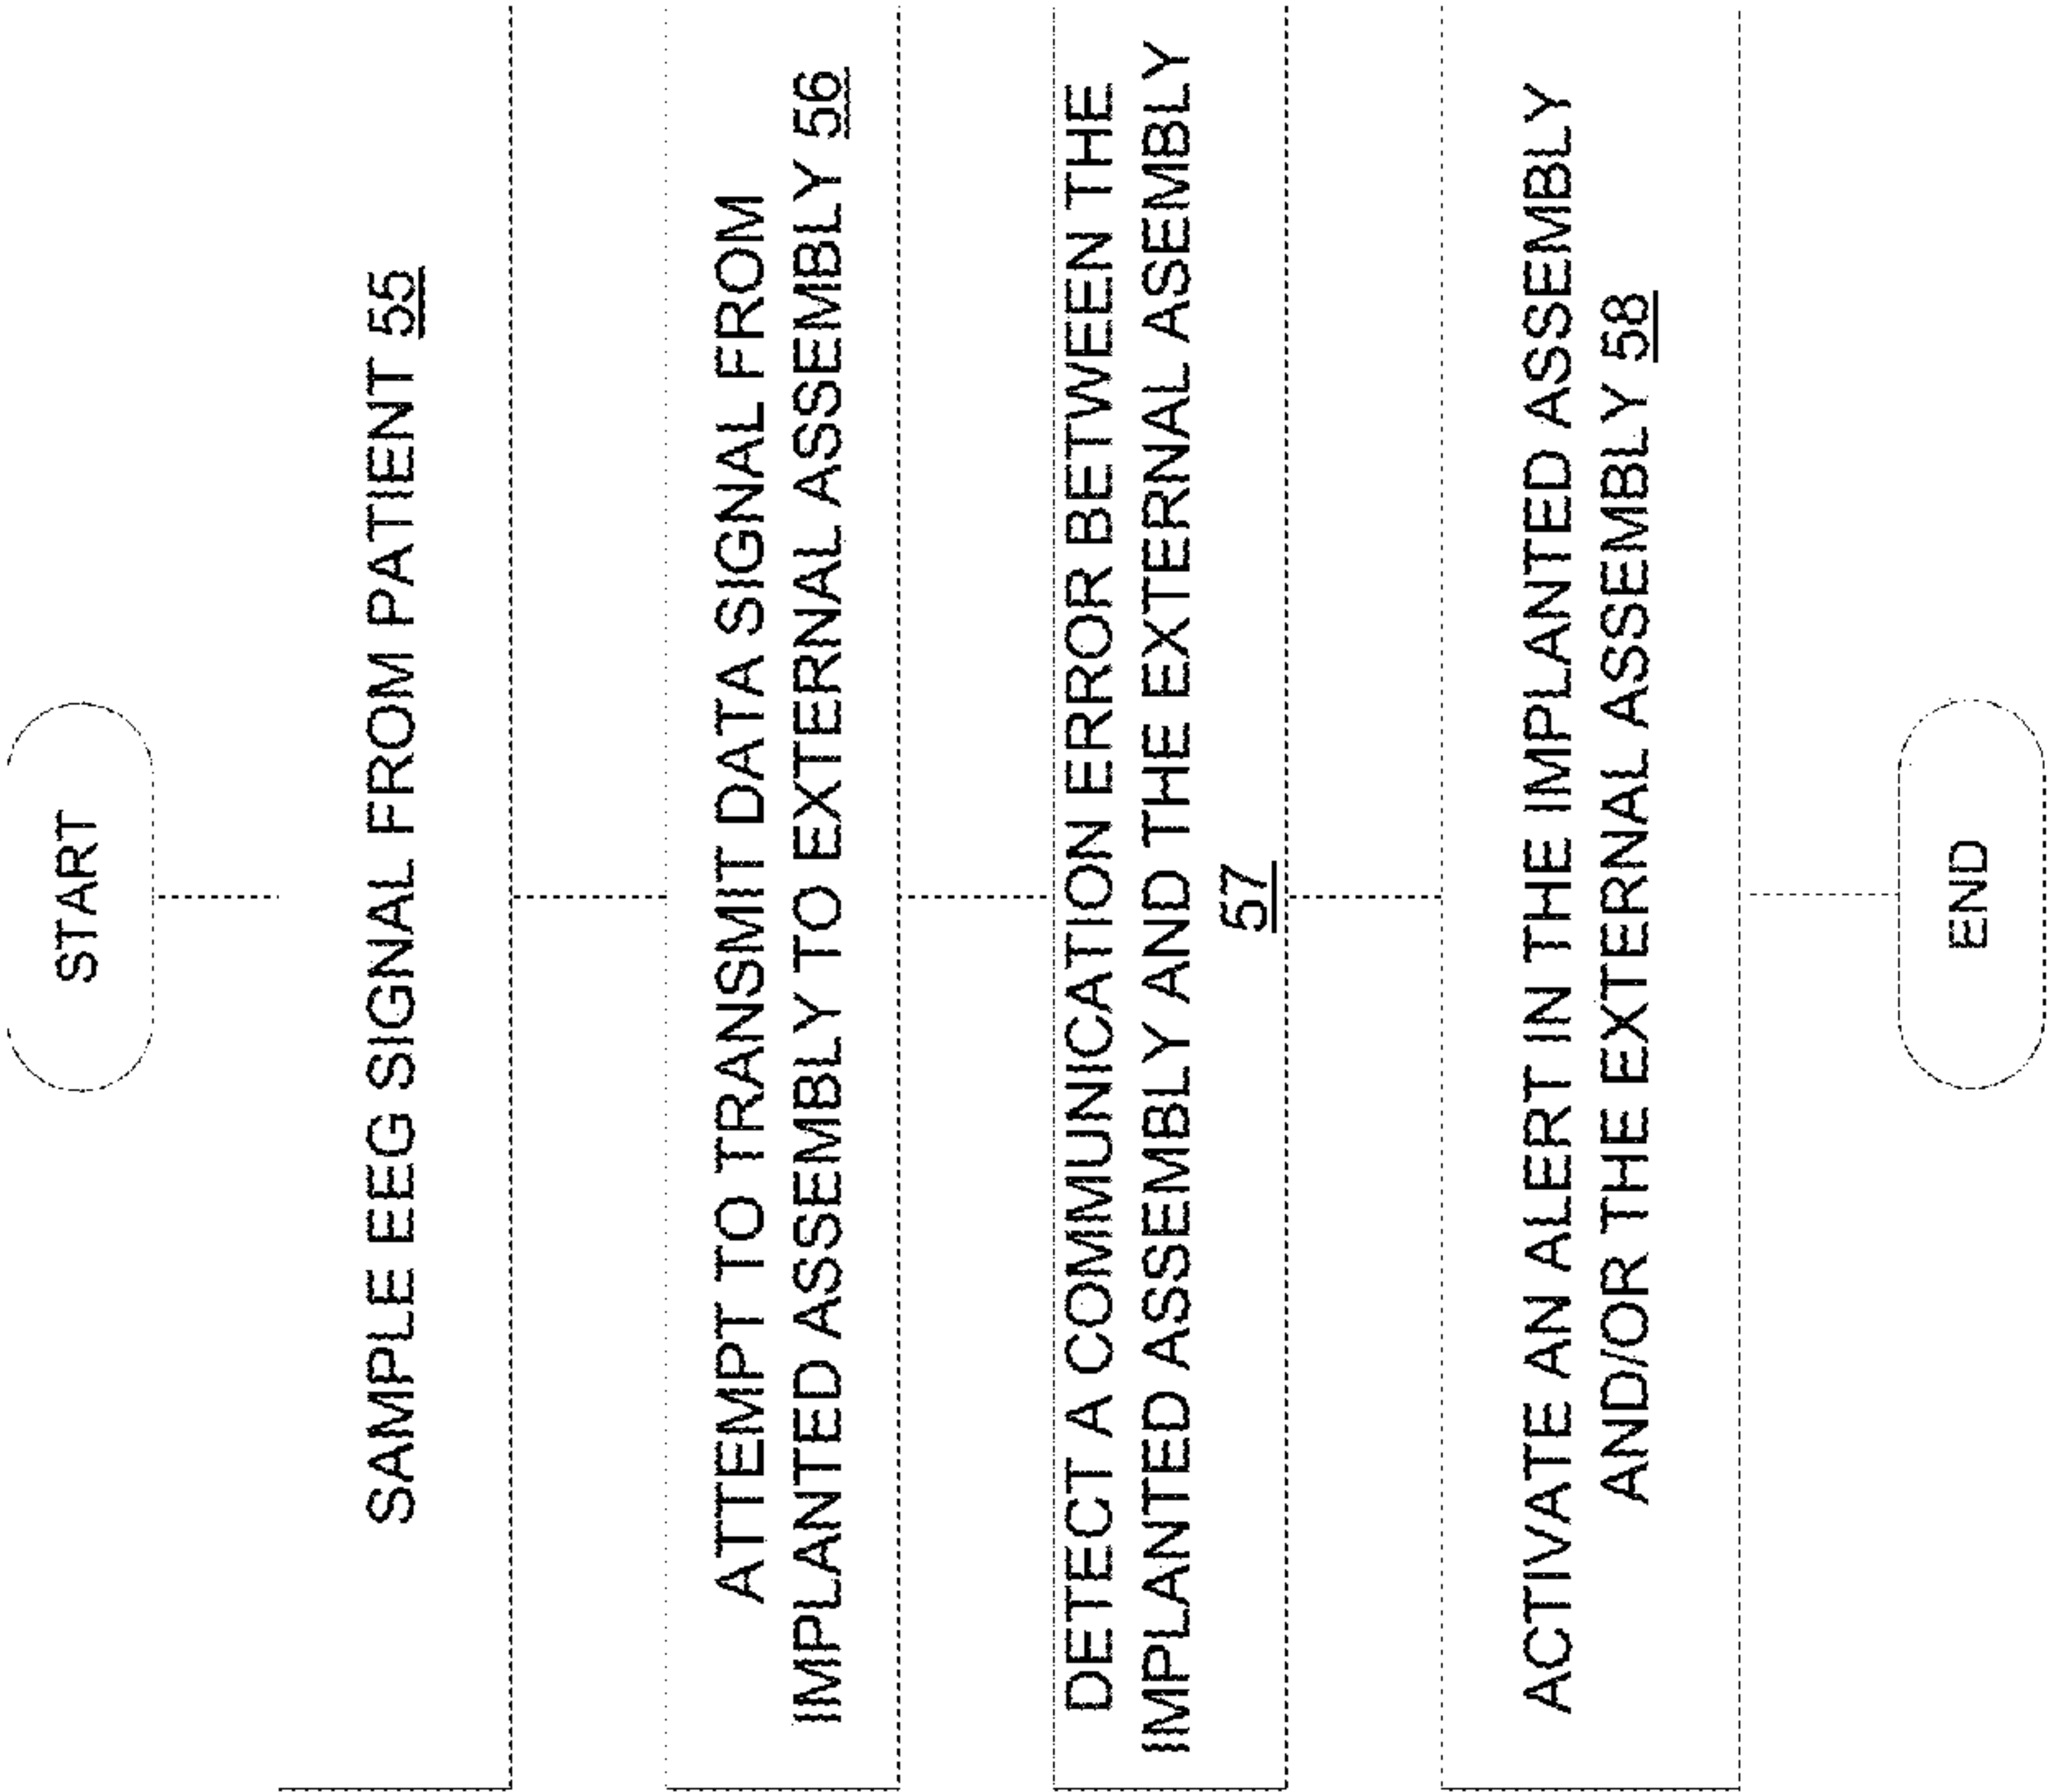 START
SAMPLE EEG SIGNAL FROM PATIENT 55
ATTEMPT TO TRANSMIT DATA SIGNAL FROM
IMPLANTED ASSEMBLY TO EXTERNAL ASSEMBLY 56
DETECT A COMMUNICATION ERROR BETWEEN THE
IMPLANTED ASSEMBLY AND THE EXTERNAL ASEMBLY
57
ACTIVATE AN ALERT IN THE IMPLANTED ASSEMBLY
AND/OR THE EXTERNAL ASSEMBLY 58
END